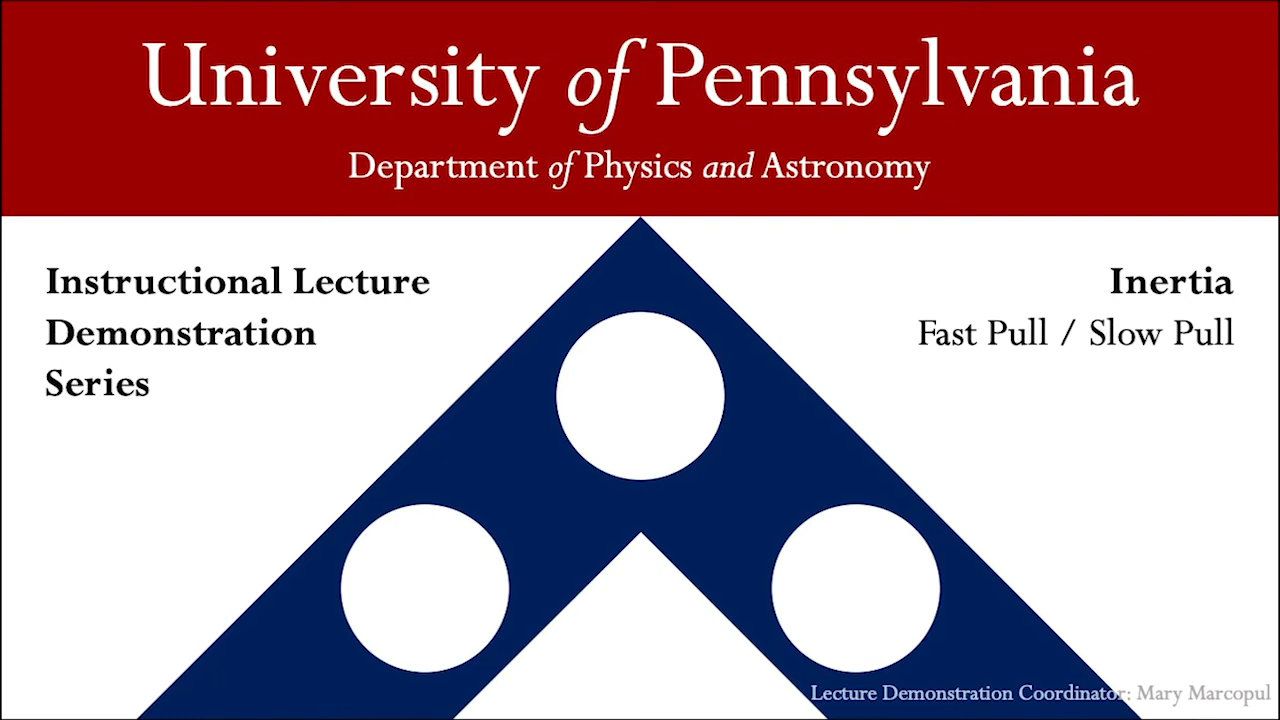 University of Pennsylvania
Department of Physics and Astronomy
Instructional Lecture
Demonstration
Series
Inertia
Fast Pull / Slow Pull
Lecture Demonstration Coordinator: Mary Marcopul